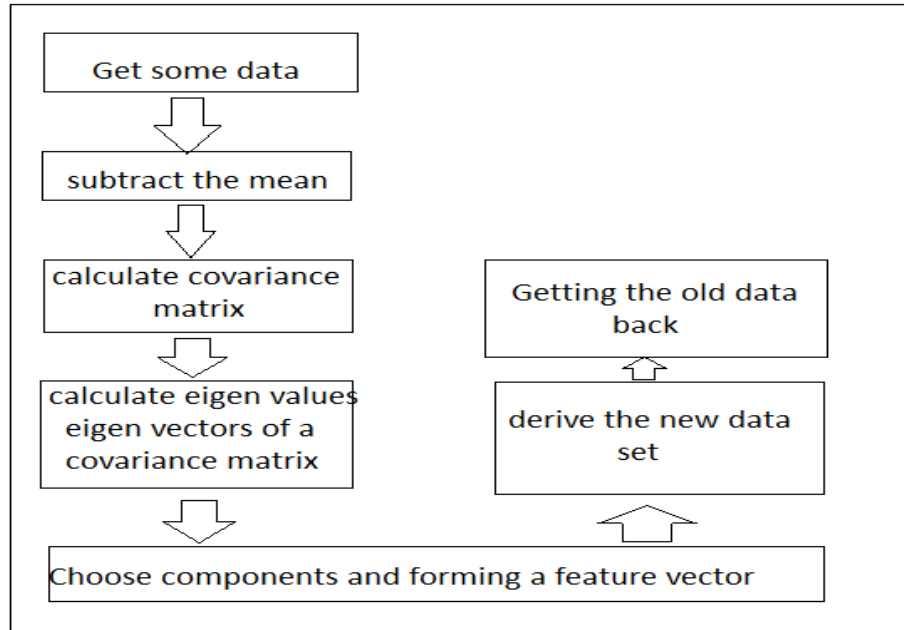 Get some data
subtract the mean
calculate covariance
matrix
calculate eigen values
eigen vectors of a
covariance matrix
Choose components and forming a feature vector
derive the new data
set
Getting the old data
back